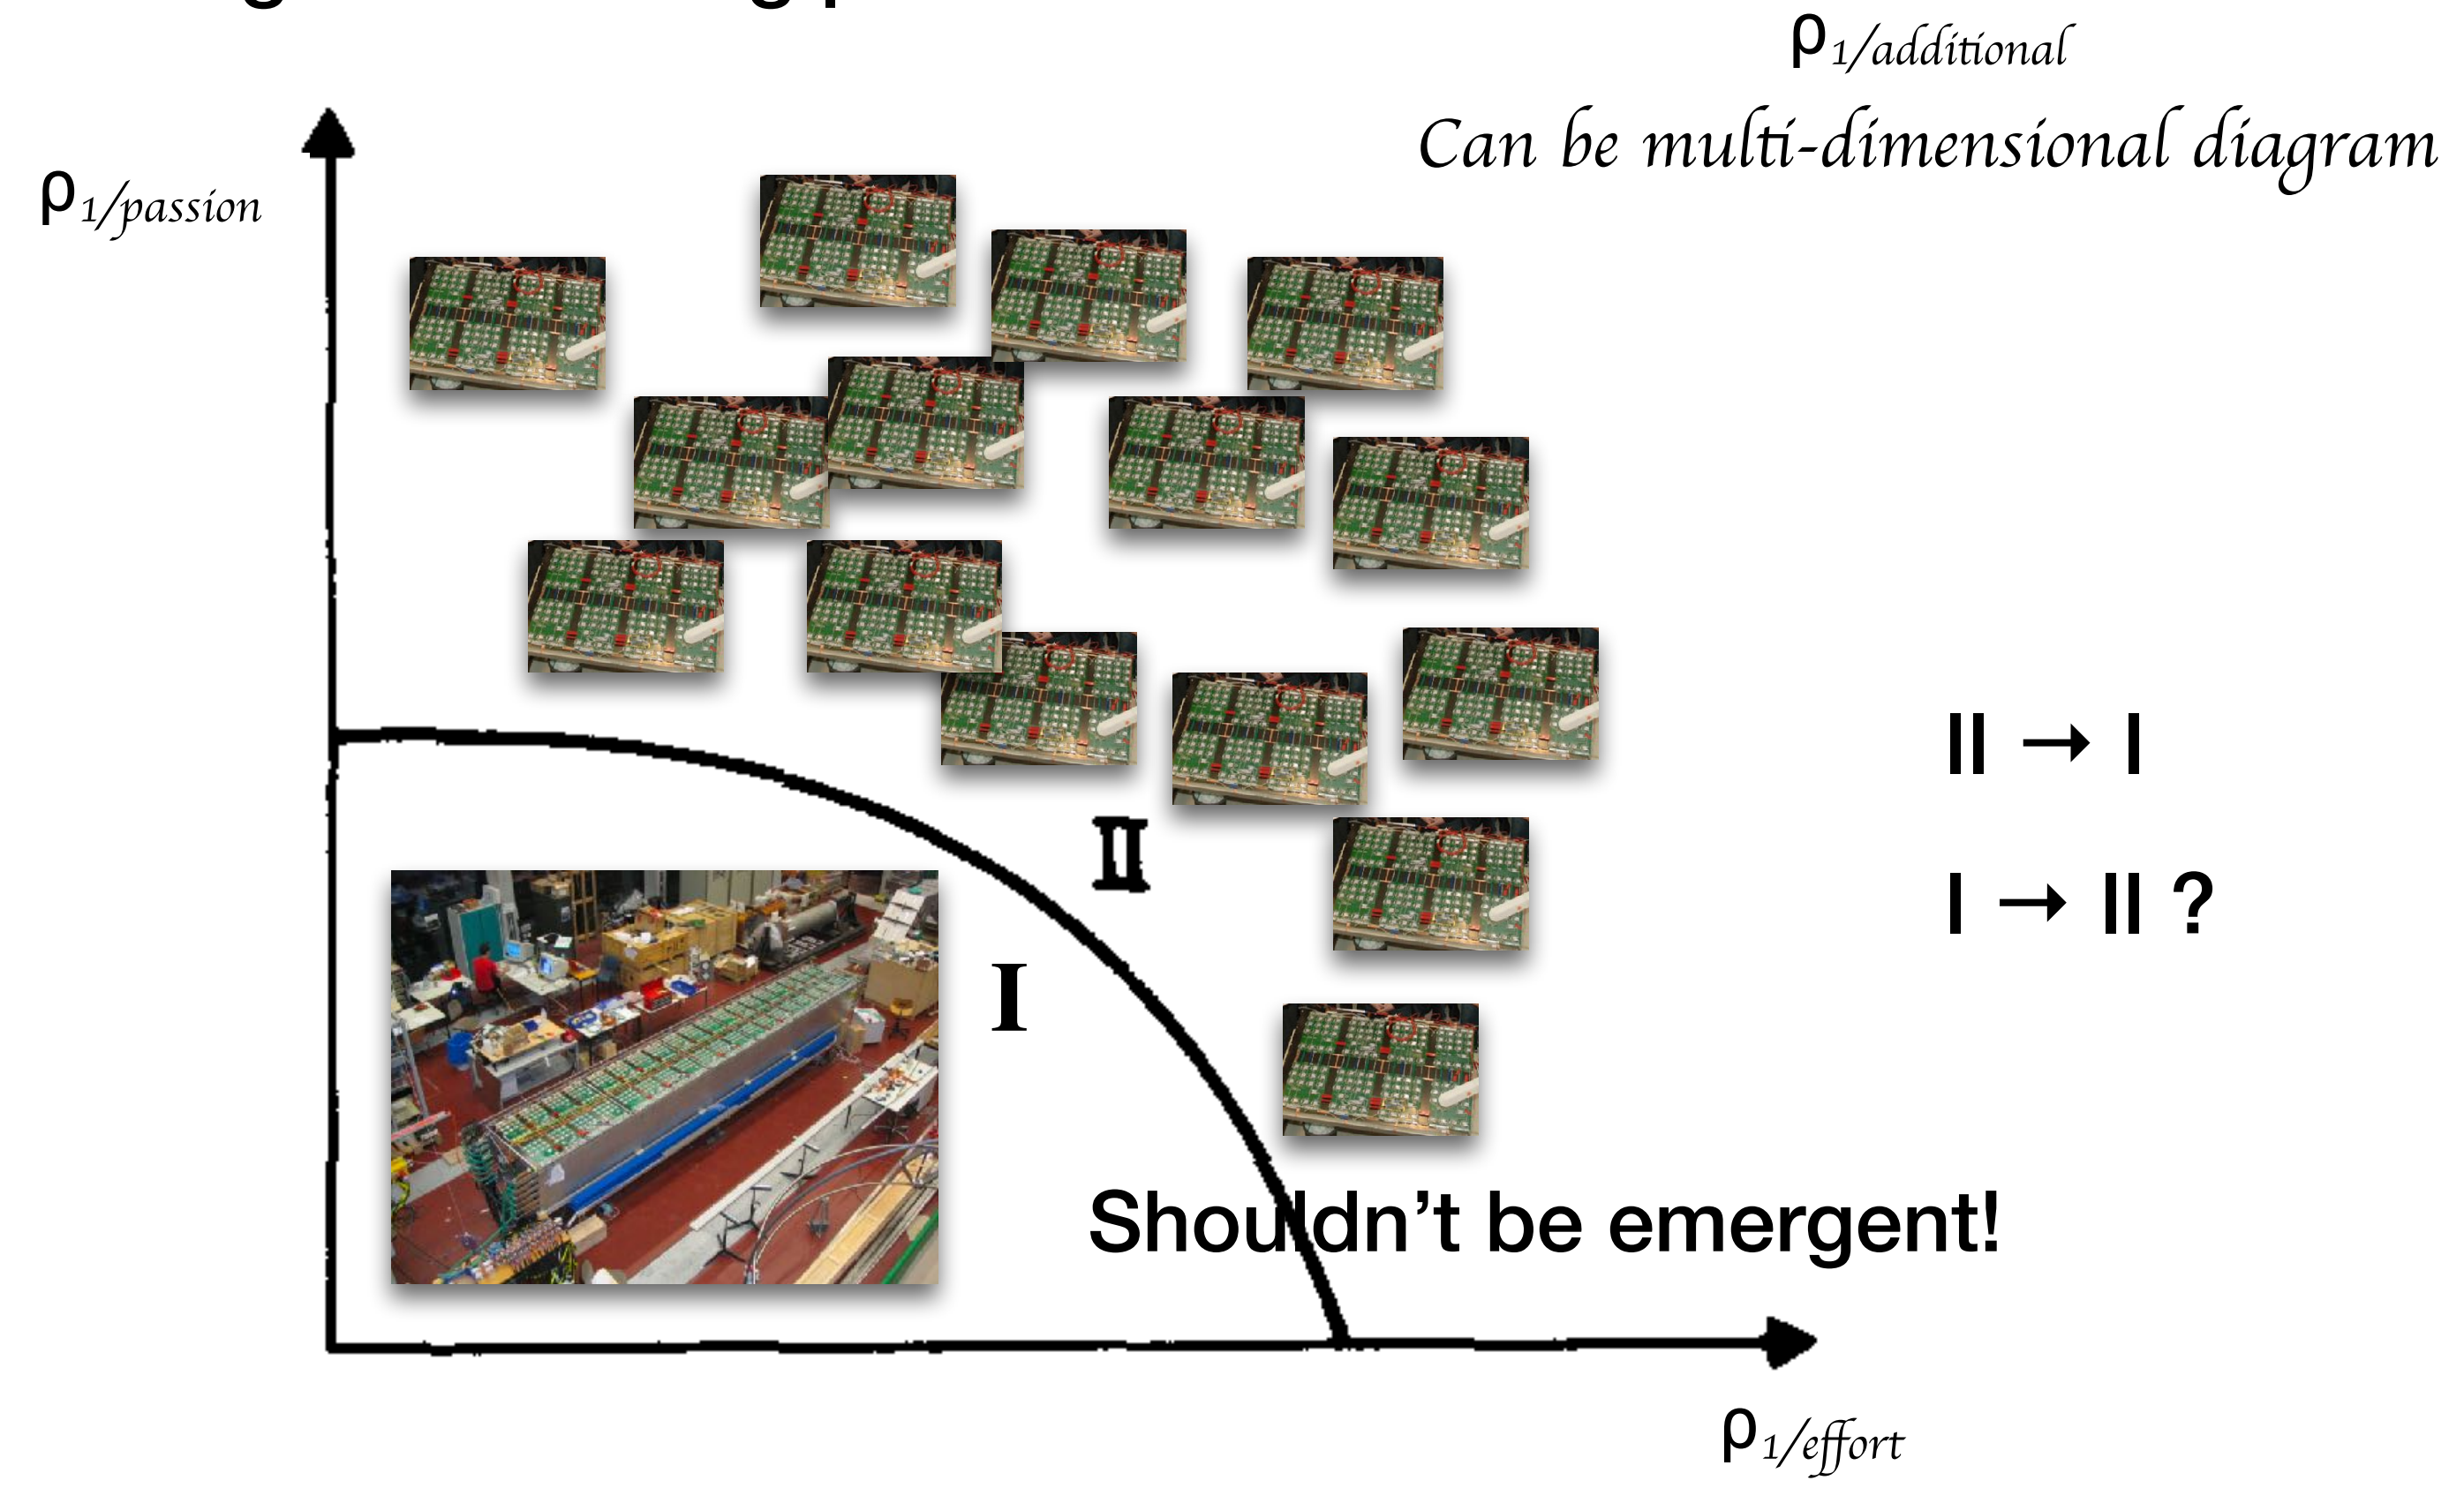 ρ1/additional
Can be multi-dimensional diagram
ρ1/passion
II → I
II
I → II ?
I
Shouldn't be emergent!
ρ1/effort